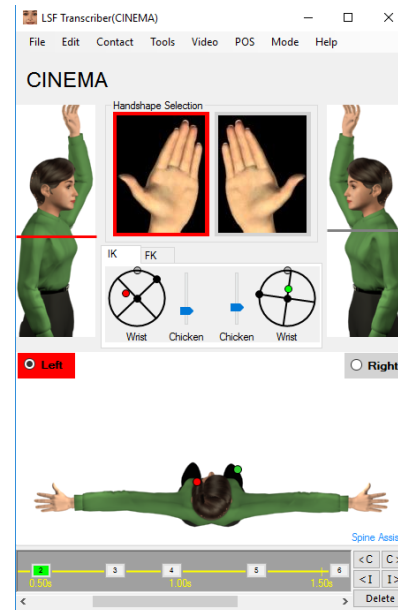 LSF Transcriber(CINEMA)
File Edit Contact Tools Video POS Mode Help
CINEMA
Handshape Selection
IK FK
Wrist Chicken Chicken Wrist
Left Right
Spine Assis
2 3 4 5 6
0.50s 1.00s 1.50s
<C C>
<I I>
Delete